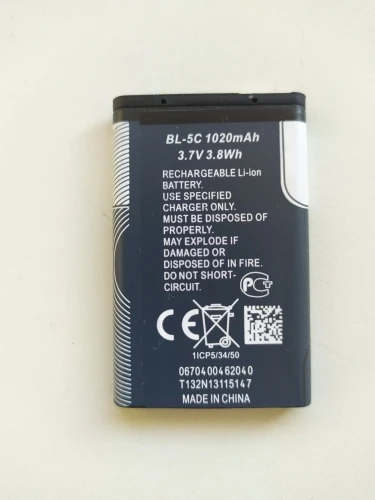 BL-5C 1020mAh
3.7V 3.8Wh
RECHARGEABLE Li-ion
BATTERY.
USE SPECIFIED
CHARGER ONLY.
MUST BE DISPOSED OF
PROPERLY.
MAY EXPLODE IF
DAMAGED OR
DISPOSED OF IN FIRE.
DO NOT SHORT-
CIRCUIT.
PCT
CE
1ICP5/34/50
0670400462040
T132N13115147
MADE IN CHINA